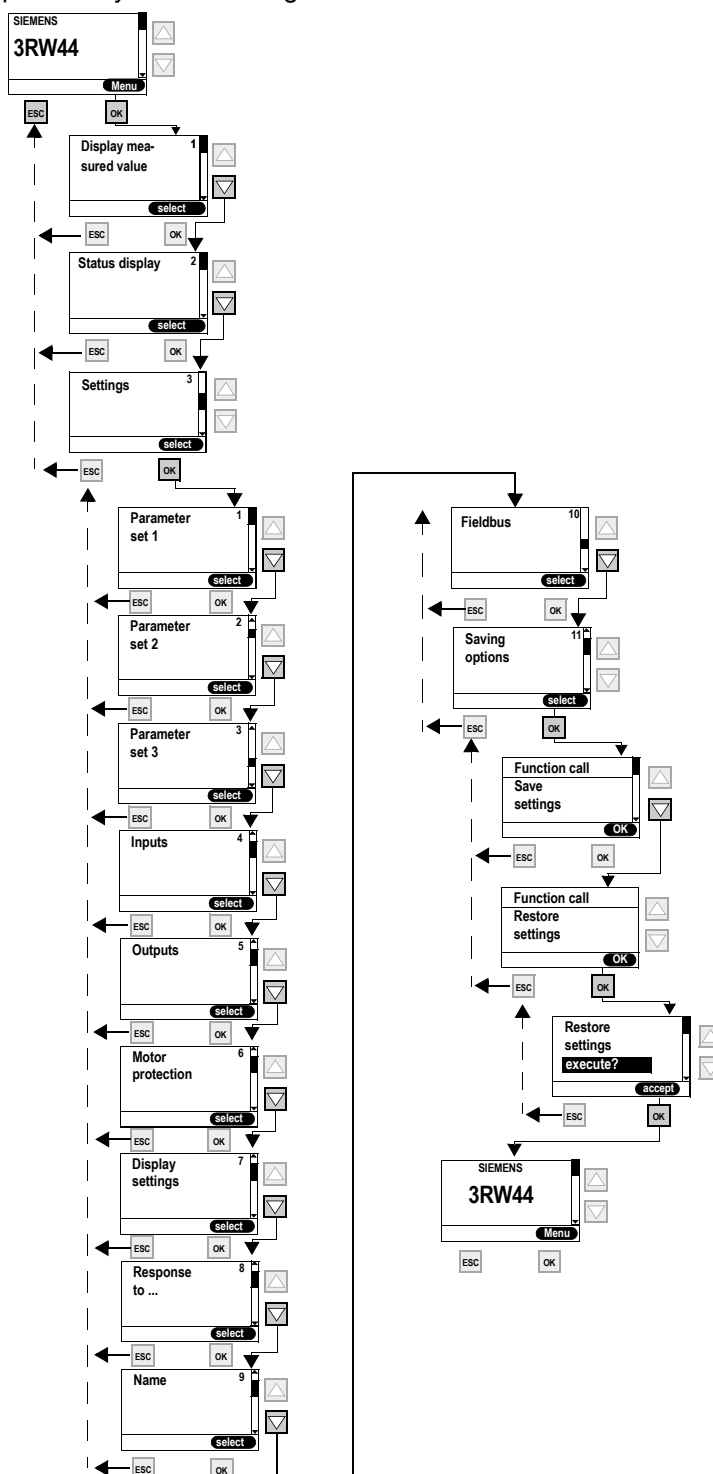 SIEMENS
3RW44
Menu
ESC
OK
Display mea-
sured value
1
select
ESC
OK
Status display
2
select
ESC
OK
Settings
3
select
ESC
OK
Parameter
set 1
1
select
ESC
OK
Parameter
set 2
2
select
ESC
OK
Parameter
set 3
3
select
ESC
OK
Inputs
4
select
ESC
OK
Outputs
5
select
ESC
OK
Motor
protection
6
select
ESC
OK
Display
settings
7
select
ESC
OK
Response
to ...
8
select
ESC
OK
Name
9
select
ESC
OK
Fieldbus
10
select
ESC
OK
Saving
options
11
select
ESC
OK
Function call
Save
settings
OK
ESC
OK
Function call
Restore
settings
OK
ESC
OK
Restore
settings
execute?
accept
ESC
OK
SIEMENS
3RW44
Menu
ESC
OK